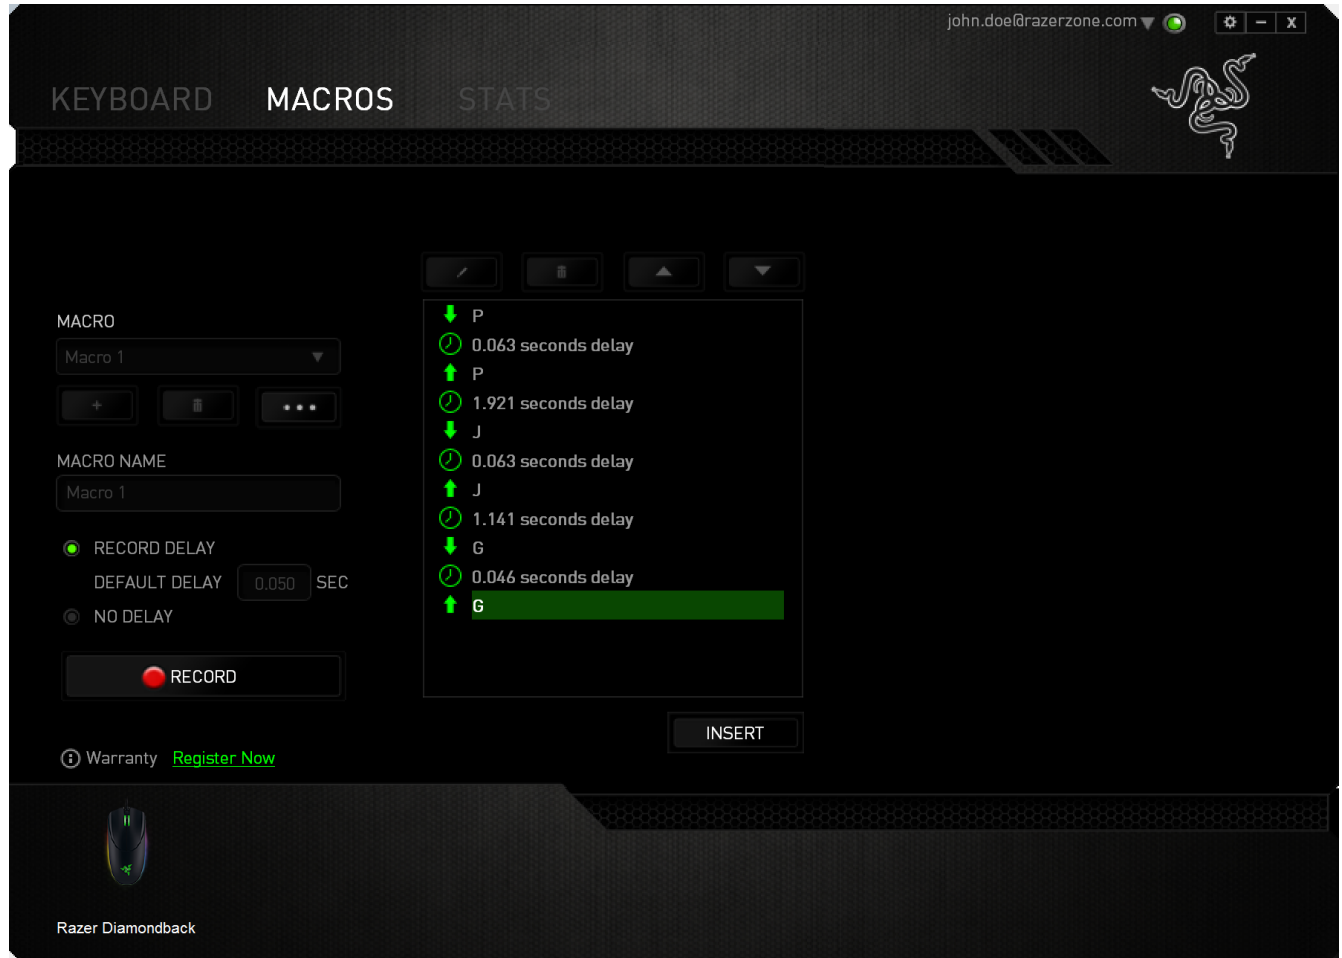 john.doe@razerzone.com
X
KEYBOARD MACROS STATS
MACRO
Macro 1
MACRO NAME
Macro 1
RECORD DELAY
DEFAULT DELAY 0.050 SEC
NO DELAY
RECORD
Warranty Register Now
P
0.063 seconds delay
P
1.921 seconds delay
J
0.063 seconds delay
J
1.141 seconds delay
G
0.046 seconds delay
G
INSERT
Razer Diamondback